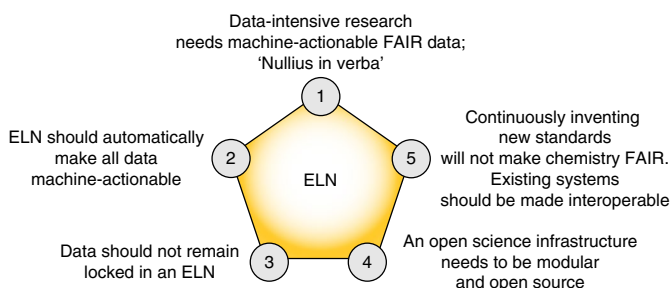 Data-intensive research
needs machine-actionable FAIR data;
‘Nullius in verba’
1
ELN should automatically
make all data
machine-actionable
2
ELN
5
Continuously inventing
new standards
will not make chemistry FAIR.
Existing systems
should be made interoperable
Data should not remain
locked in an ELN
3
4
An open science infrastructure
needs to be modular
and open source